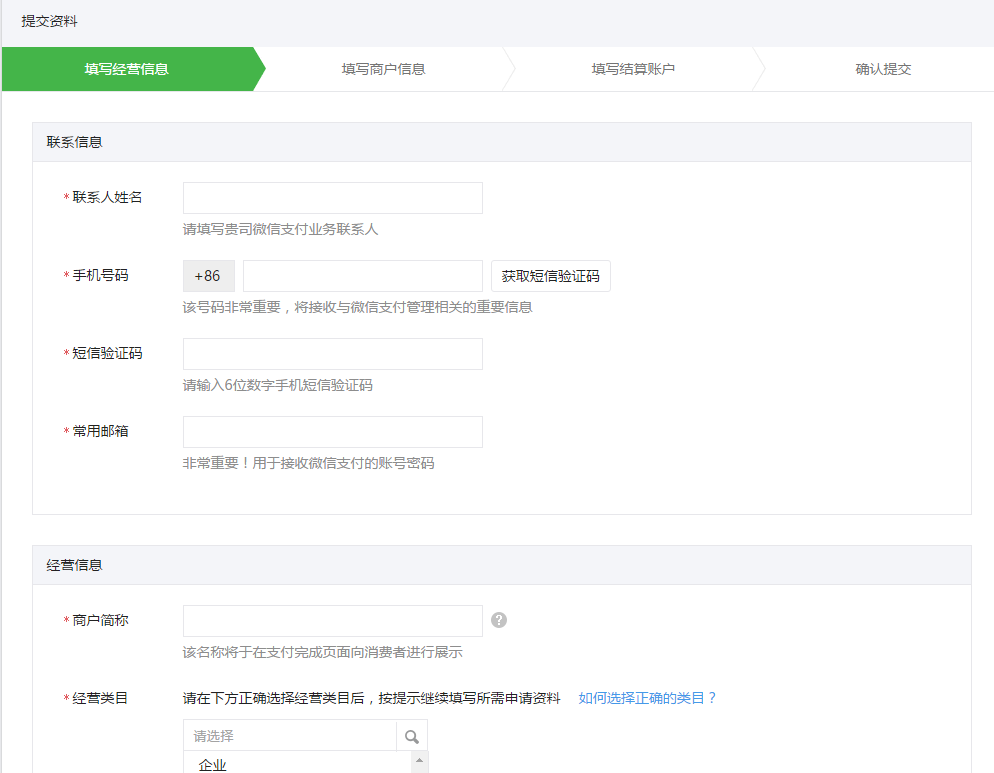 提交资料
填写经营信息
填写商户信息
填写结算账户
确认提交
联系信息
*联系人姓名
请填写贵司微信支付业务联系人
*手机号码 +86 获取短信验证码
该号码非常重要，将接收与微信支付管理相关的重要信息
*短信验证码
请输入6位数字手机短信验证码
*常用邮箱
非常重要！用于接收微信支付的账号密码
经营信息
*商户简称 ?
该名称将于在支付完成页面向消费者进行展示
*经营类目 请在下方正确选择经营类目后，按提示继续填写所需申请资料 如何选择正确的类目？
请选择
企业